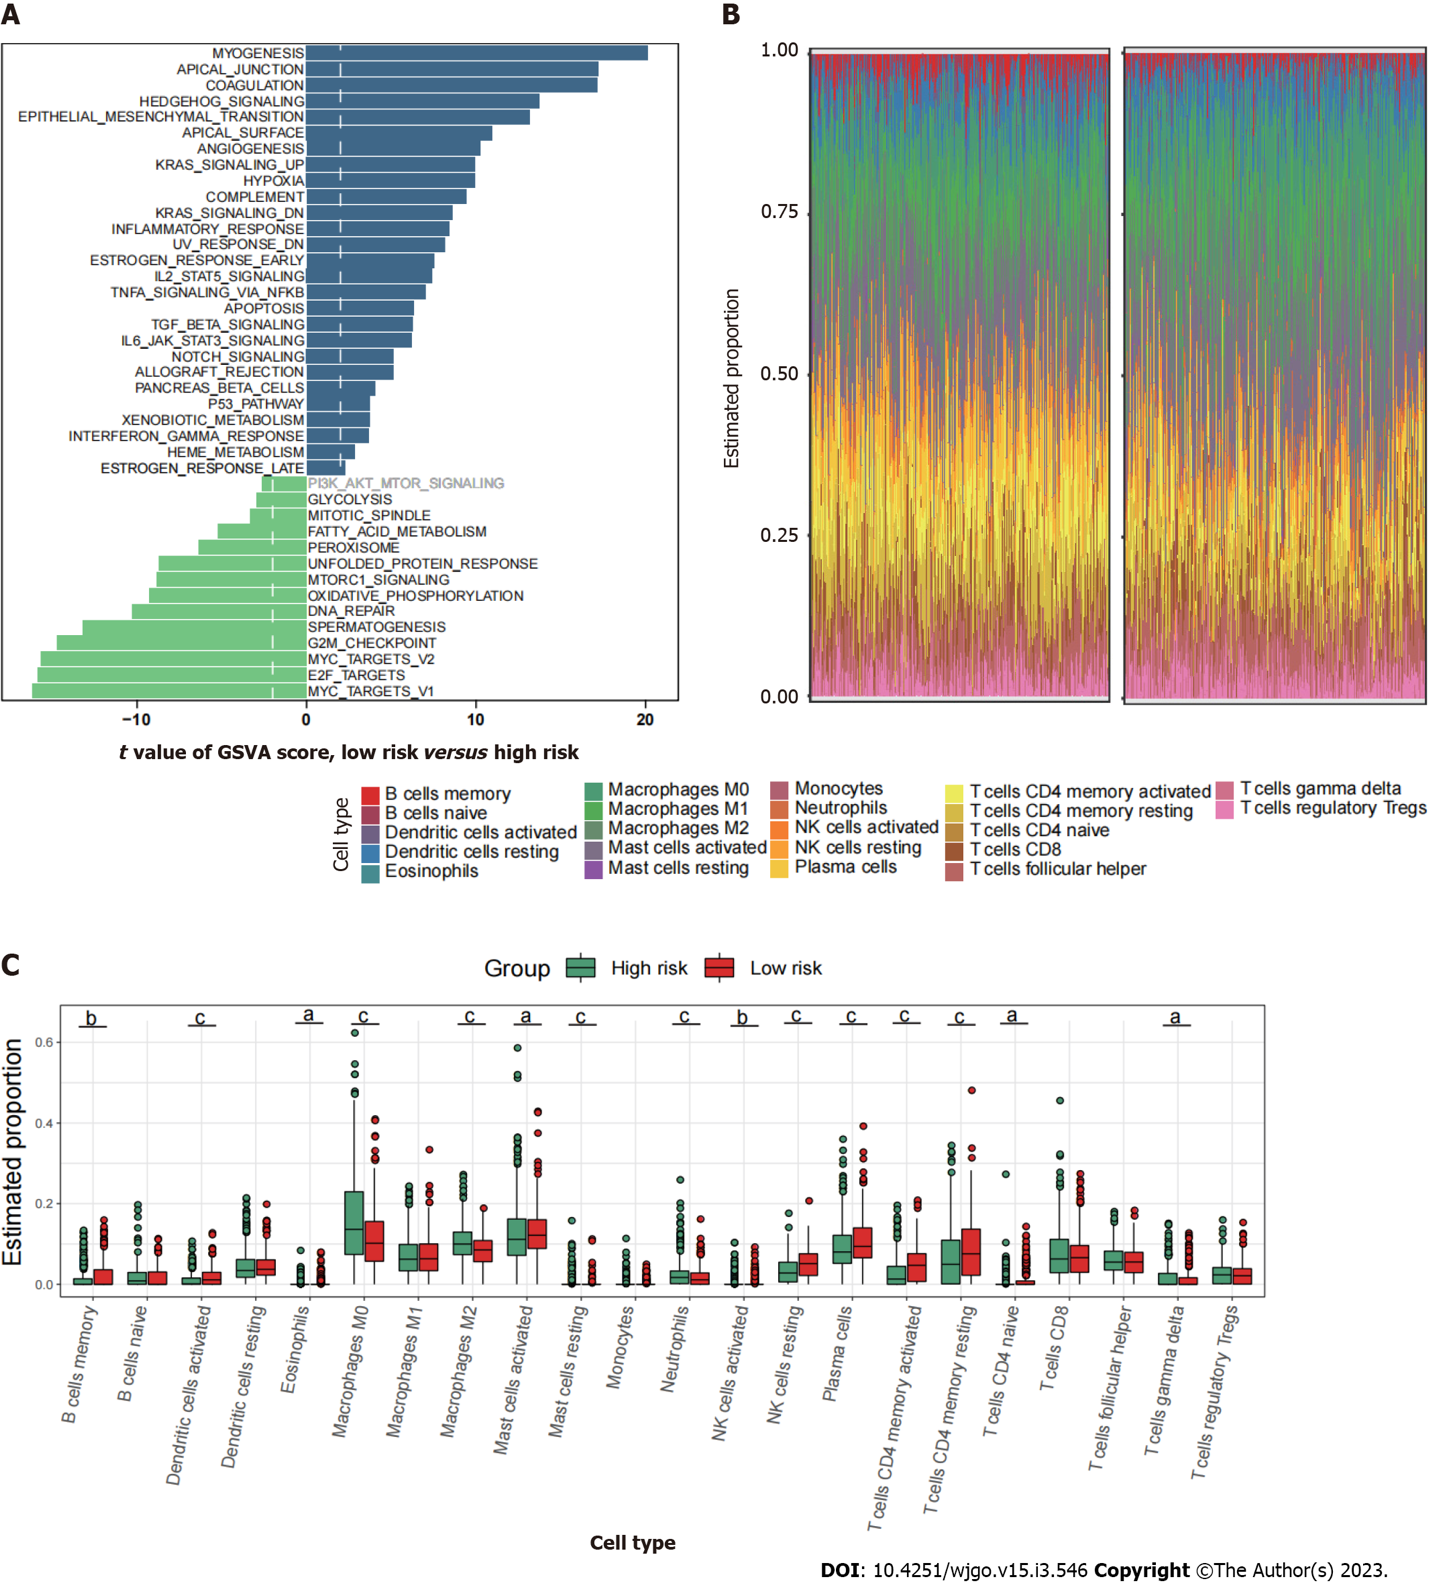 A
MYOGENESIS
APICAL_JUNCTION
COAGULATION
HEDGEHOG_SIGNALING
EPITHELIAL_MESENCHYMAL_TRANSITION
APICAL_SURFACE
ANGIOGENESIS
KRAS_SIGNALING_UP
HYPOXIA
COMPLEMENT
KRAS_SIGNALING_DN
INFLAMMATORY_RESPONSE
UV_RESPONSE_DN
ESTROGEN_RESPONSE_EARLY
IL2_STAT5_SIGNALING
TNFA_SIGNALING_VIA_NFKB
APOPTOSIS
TGF_BETA_SIGNALING
IL6_JAK_STAT3_SIGNALING
NOTCH_SIGNALING
ALLOGRAFT_REJECTION
PANCREAS_BETA_CELLS
P53_PATHWAY
XENOBIOTIC_METABOLISM
INTERFERON_GAMMA_RESPONSE
HEME_METABOLISM
ESTROGEN_RESPONSE_LATE
PI3K_AKT_MTOR_SIGNALING
GLYCOLYSIS
MITOTIC_SPINDLE
FATTY_ACID_METABOLISM
PEROXISOME
UNFOLDED_PROTEIN_RESPONSE
MTORC1_SIGNALING
OXIDATIVE_PHOSPHORYLATION
DNA_REPAIR
SPERMATOGENESIS
G2M_CHECKPOINT
MYC_TARGETS_V2
E2F_TARGETS
MYC_TARGETS_V1
−10 0 10 20
t value of GSVA score, low risk versus high risk
B
1.00
0.75
0.50
0.25
0.00
Estimated proportion
Cell type
B cells memory
B cells naive
Dendritic cells activated
Dendritic cells resting
Eosinophils
Macrophages M0
Macrophages M1
Macrophages M2
Mast cells activated
Mast cells resting
Monocytes
Neutrophils
NK cells activated
NK cells resting
Plasma cells
T cells CD4 memory activated
T cells CD4 memory resting
T cells CD4 naive
T cells CD8
T cells follicular helper
T cells gamma delta
T cells regulatory Tregs
C
Group High risk Low risk
b c a c c a c c b c c c c a a
0.6
0.4
0.2
0.0
Estimated proportion
B cells memory
B cells naive
Dendritic cells activated
Dendritic cells resting
Eosinophils
Macrophages M0
Macrophages M1
Macrophages M2
Mast cells activated
Mast cells resting
Monocytes
Neutrophils
NK cells activated
NK cells resting
Plasma cells
T cells CD4 memory activated
T cells CD4 memory resting
T cells CD4 naive
T cells CD8
T cells follicular helper
T cells gamma delta
T cells regulatory Tregs
Cell type
DOI: 10.4251/wjgo.v15.i3.546 Copyright ©The Author(s) 2023.